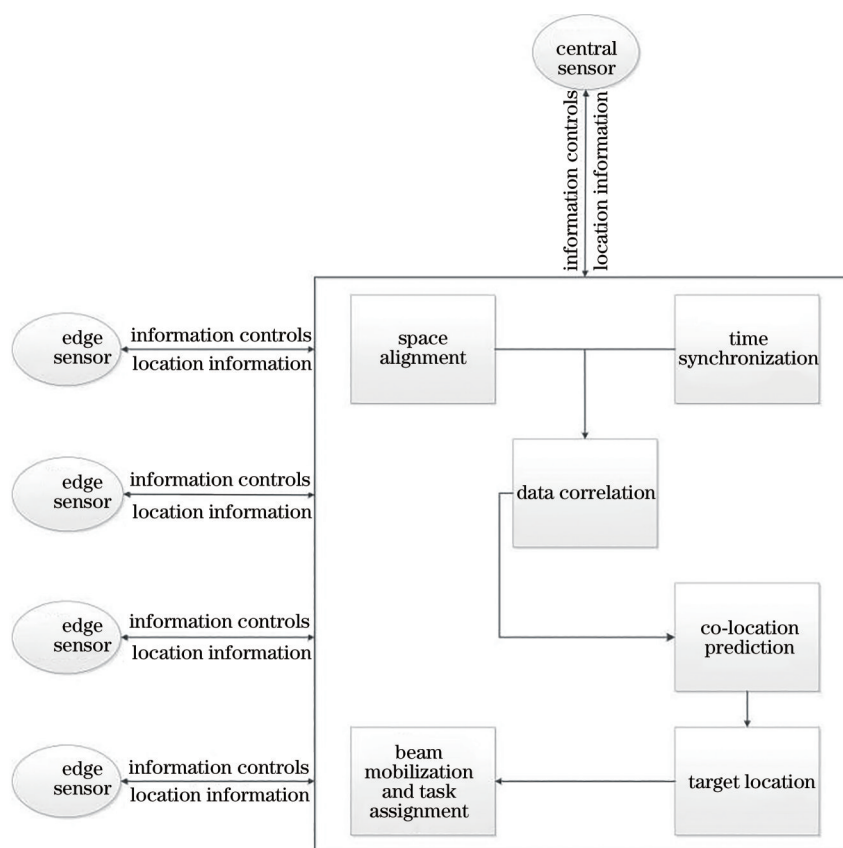 central
sensor
information controls
location information
edge
sensor
information controls
location information
space
alignment
time
synchronization
edge
sensor
information controls
location information
data correlation
edge
sensor
information controls
location information
co-location
prediction
edge
sensor
information controls
location information
beam
mobilization
and task
assignment
target location